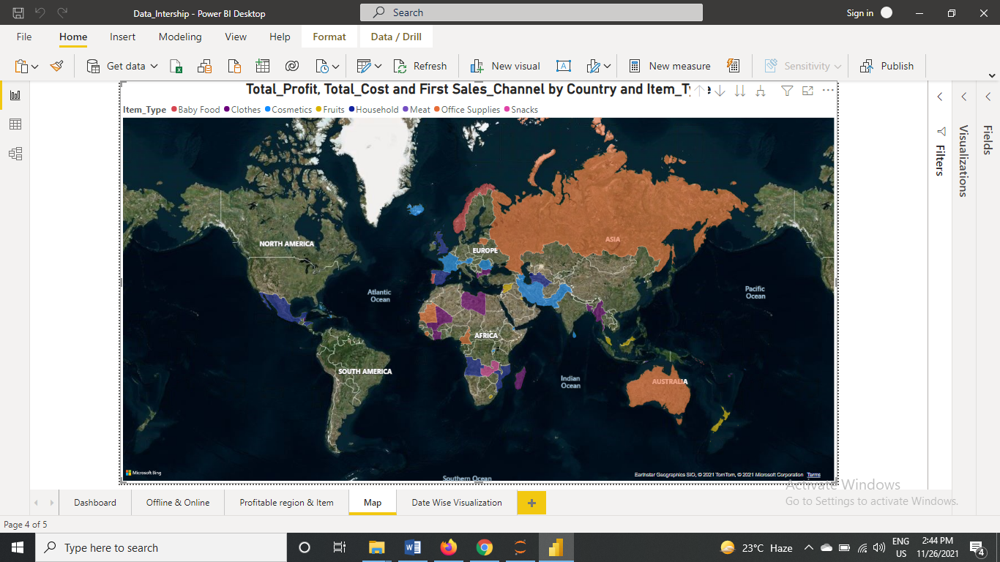 Data_Intership - Power BI Desktop
Search
Sign in
File Home Insert Modeling View Help Format Data / Drill
Get data Refresh New visual New measure Sensitivity Publish
Total_Profit, Total_Cost and First Sales_Channel by Country and Item_Type
Item_Type Baby Food Clothes Cosmetics Fruits Household Meat Office Supplies Snacks
Filters
Visualizations
Fields
NORTH AMERICA
ASIA
EUROPE
Atlantic
Ocean
Pacific
Ocean
AFRICA
SOUTH AMERICA
Indian
Ocean
AUSTRALIA
Southern Ocean
Microsoft Bing
Earthstar Geographics SIO, © 2021 TomTom, © 2021 Microsoft Corporation Terms
Activate Windows
Go to Settings to activate Windows.
Dashboard Offline & Online Profitable region & Item Map Date Wise Visualization
Page 4 of 5
Type here to search
23°C Haze
ENG
US
2:44 PM
11/26/2021
4